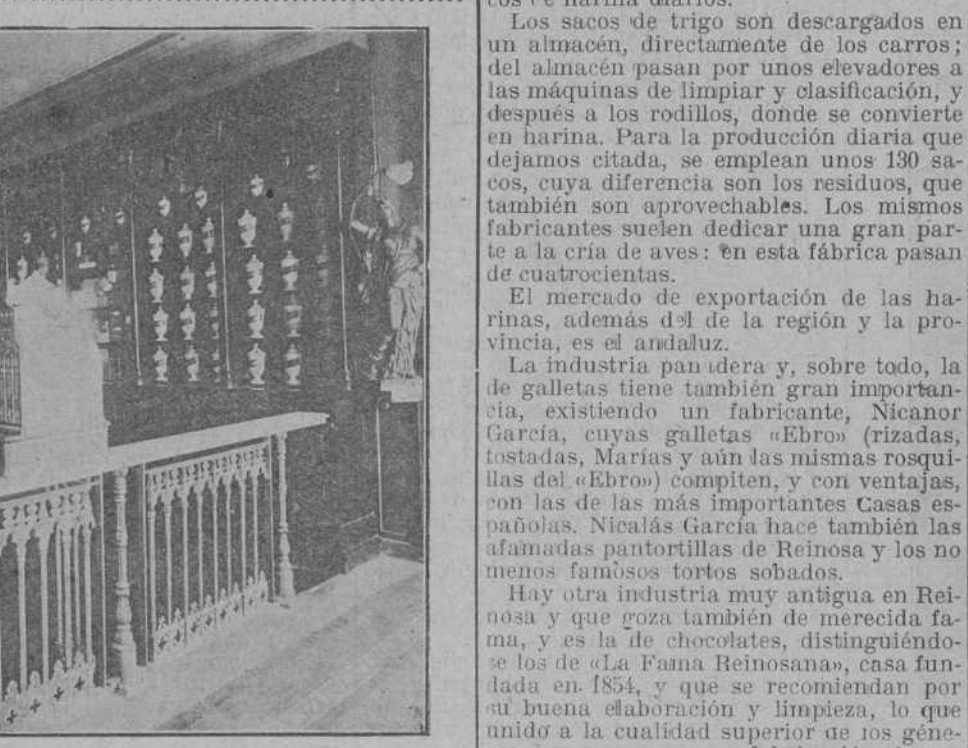 harina diarios.
Los sacos de trigo son descargados en
un almacén, directamente de los carros;
del almacén pasan por unos elevadores a
las máquinas de limpiar y clasificación, y
después a los rodillos, donde se convierte
en harina. Para la producción diaria que
dejamos citada, se emplean unos 130 sa-
cos, cuya diferencia son los residuos, que
también son aprovechables. Los mismos
fabricantes suelen dedicar una gran par-
te a la cría de aves: en esta fábrica pasan
de cuatrocientas.
El mercado de exportación de las ha-
rinas, además del de la región y la pro-
vincia, es el andaluz.
La industria panadera y, sobre todo, la
de galletas tiene también gran importan-
cia, existiendo un fabricante, Nicanor
García, cuyas galletas «Ebro» (rizadas,
tostadas, Marías y aún las mismas rosqui-
llas del «Ebro») compiten, y con ventajas,
con las de las más importantes Casas es-
pañolas. Nicalás García hace también las
afamadas pantortillas de Reinosa y los no
menos famosos tortos sobados.
Hay otra industria muy antigua en Rei-
nosa y que goza también de merecida fa-
ma, y es la de chocolates, distinguiéndo-
se los de «La Fama Reinosana», casa fun-
dada en 1854, y que se recomiendan por
su buena elaboración y limpieza, lo que
unido a la cualidad superior de los géne-